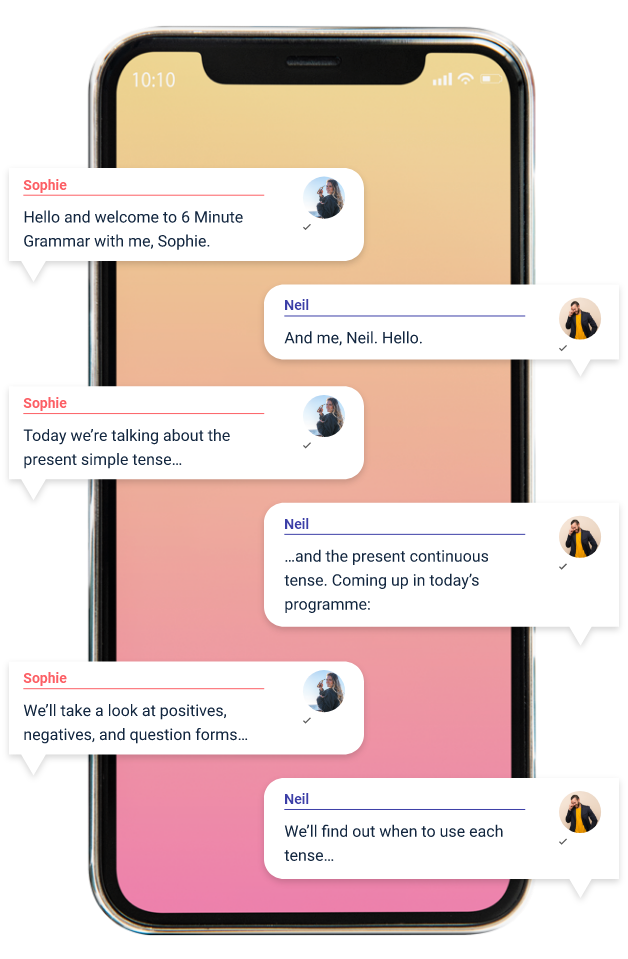 10:10
Sophie
Hello and welcome to 6 Minute
Grammar with me, Sophie.
Neil
And me, Neil. Hello.
Sophie
Today we’re talking about the
present simple tense…
Neil
…and the present continuous
tense. Coming up in today’s
programme:
Sophie
We’ll take a look at positives,
negatives, and question forms…
Neil
We’ll find out when to use each
tense…